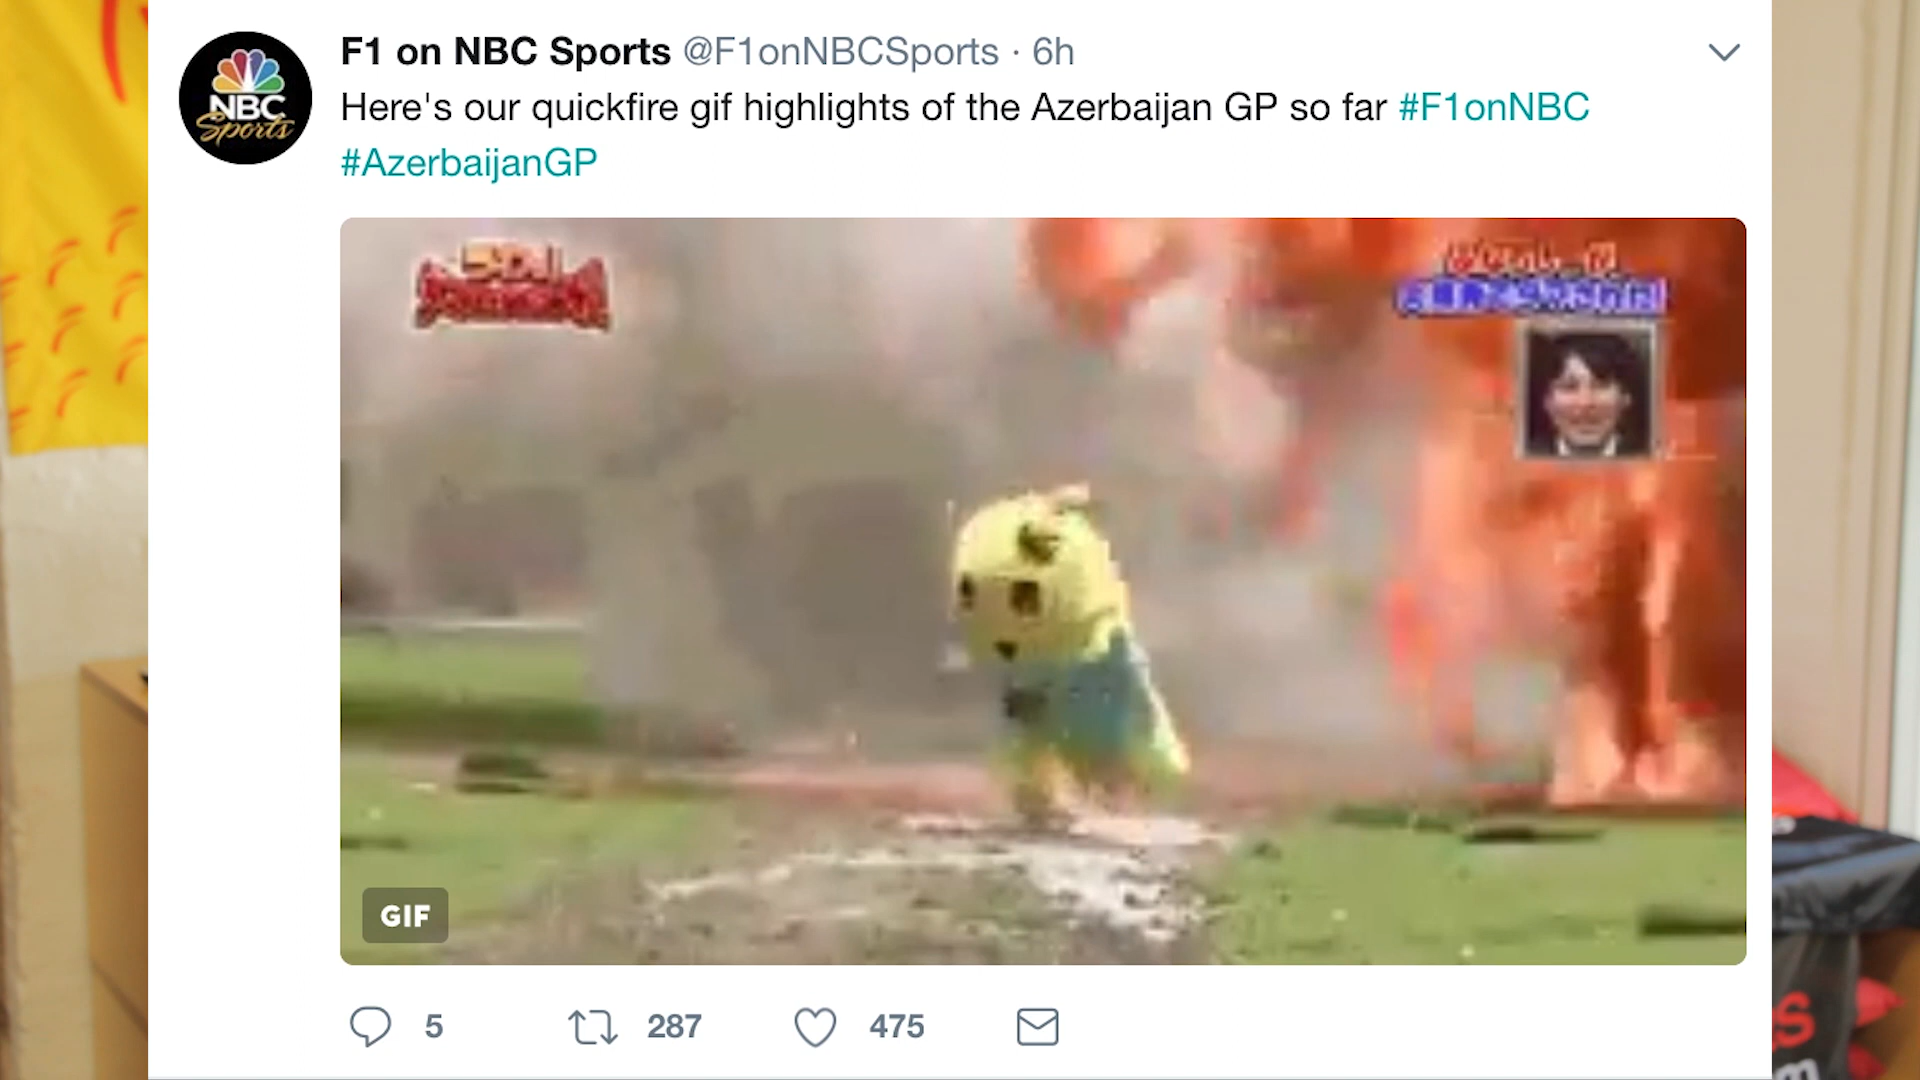 F1 on NBC Sports @F1onNBCSports · 6h
NBC
Sports
Here's our quickfire gif highlights of the Azerbaijan GP so far #F1onNBC
#AzerbaijanGP
GIF
5 287 475
S
m